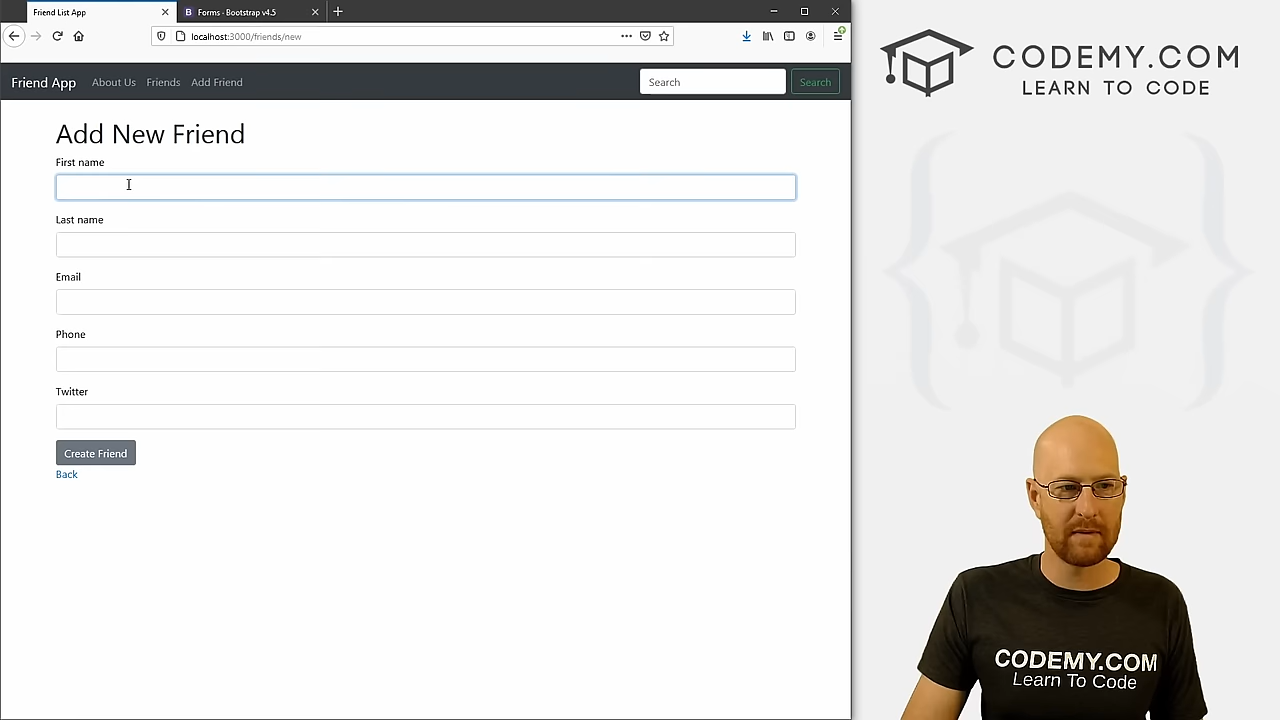 Friend List App
B Forms - Bootstrap v4.5
localhost:3000/friends/new
Friend App About Us Friends Add Friend Search Search
Add New Friend
First name
Last name
Email
Phone
Twitter
Create Friend
Back
CODEMY.COM
LEARN TO CODE
CODEMY.COM
Learn To Code